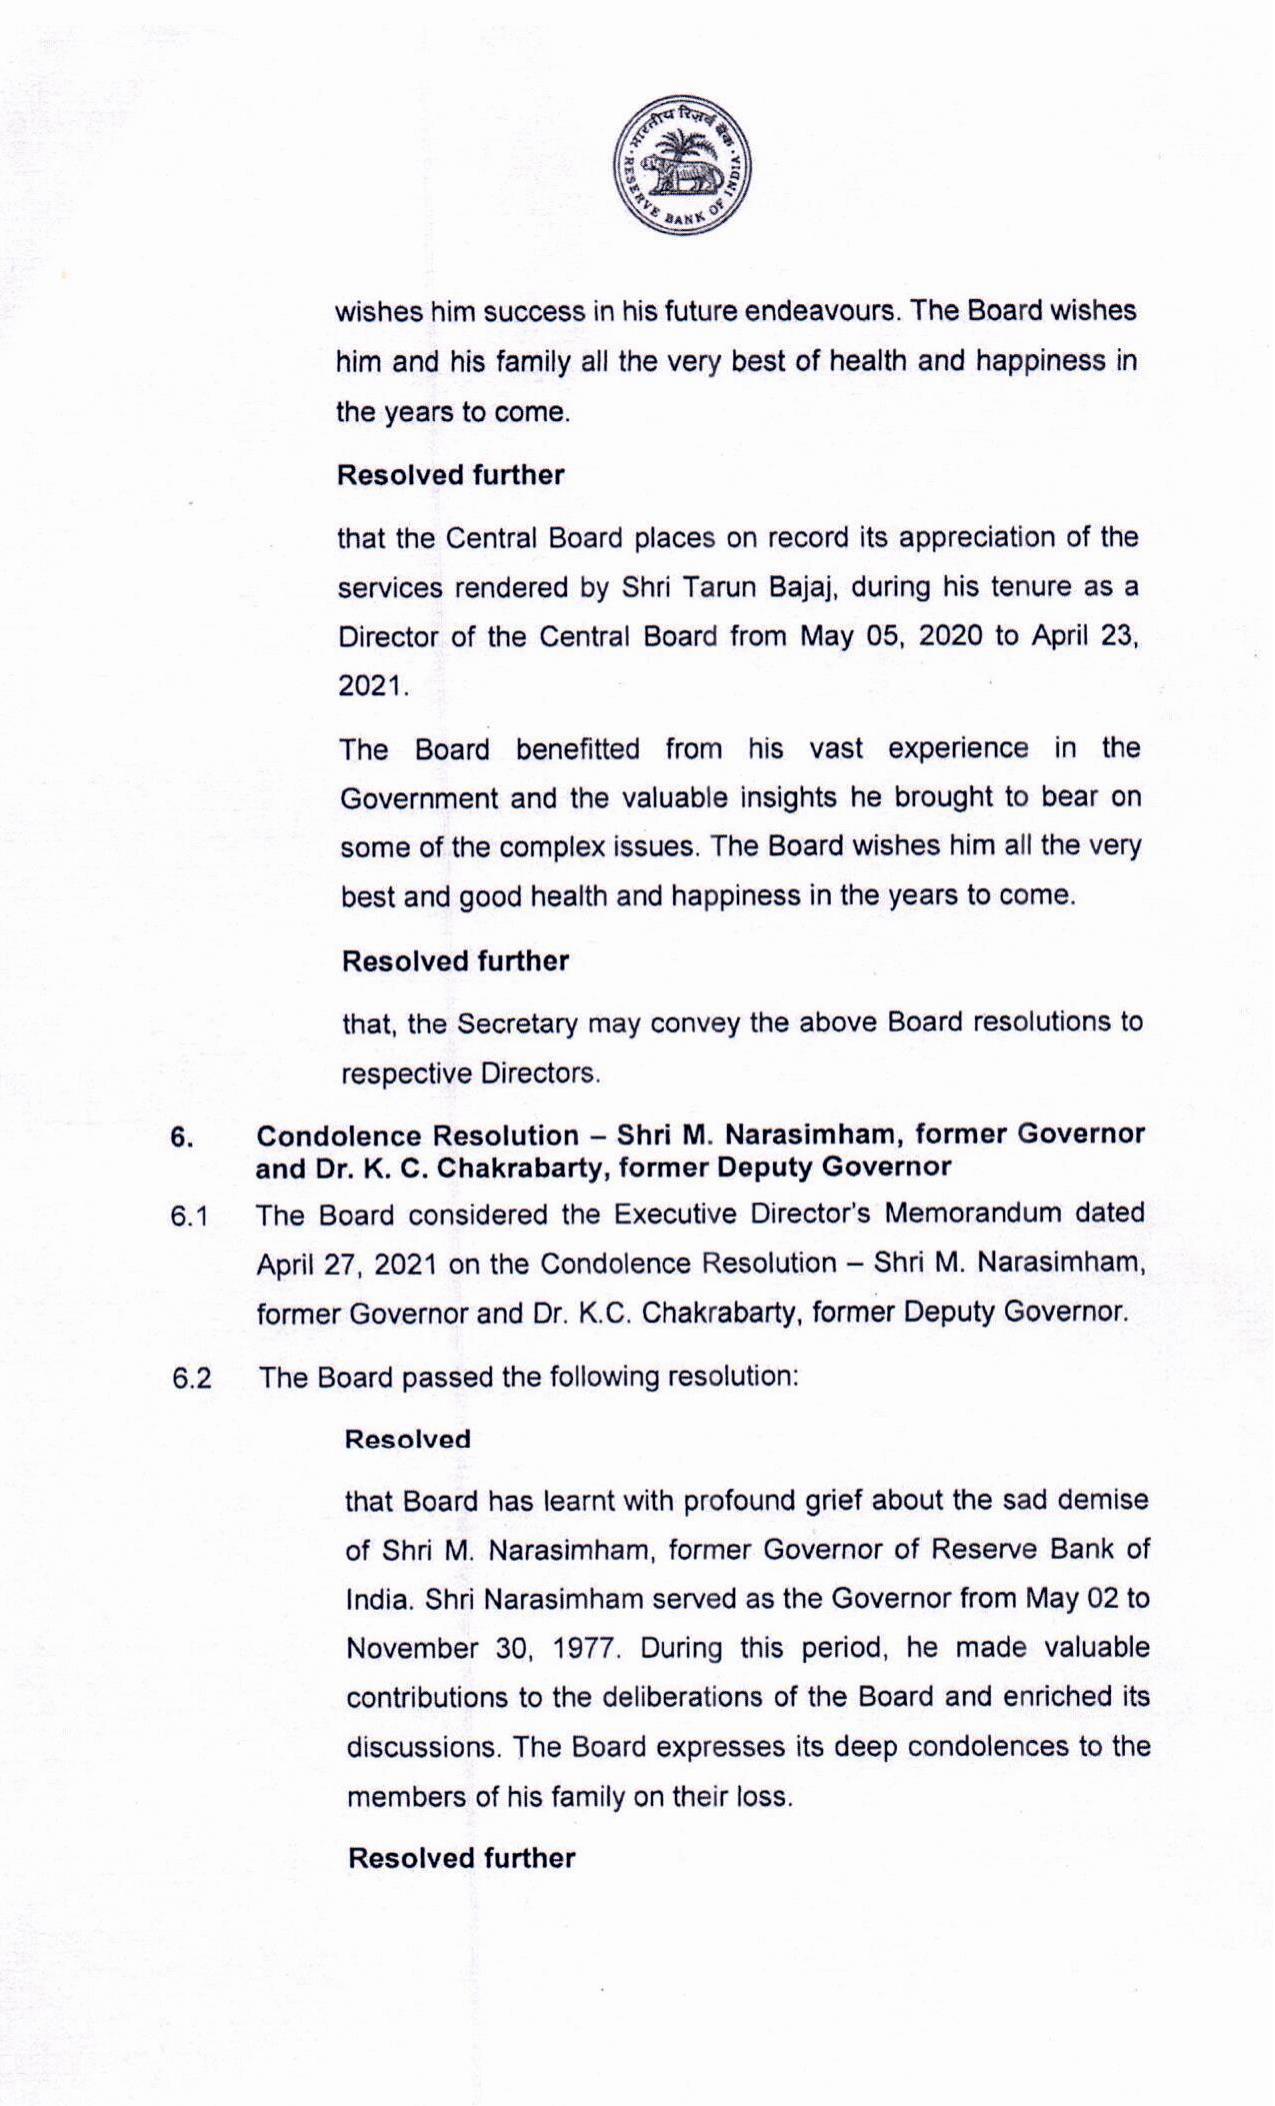 भारतीय रिज़र्व बैंक
RESERVE BANK OF INDIA
wishes him success in his future endeavours. The Board wishes
him and his family all the very best of health and happiness in
the years to come.
Resolved further
that the Central Board places on record its appreciation of the
services rendered by Shri Tarun Bajaj, during his tenure as a
Director of the Central Board from May 05, 2020 to April 23,
2021.
The Board benefitted from his vast experience in the
Government and the valuable insights he brought to bear on
some of the complex issues. The Board wishes him all the very
best and good health and happiness in the years to come.
Resolved further
that, the Secretary may convey the above Board resolutions to
respective Directors.
6. Condolence Resolution – Shri M. Narasimham, former Governor
and Dr. K. C. Chakrabarty, former Deputy Governor
6.1 The Board considered the Executive Director's Memorandum dated
April 27, 2021 on the Condolence Resolution – Shri M. Narasimham,
former Governor and Dr. K.C. Chakrabarty, former Deputy Governor.
6.2 The Board passed the following resolution:
Resolved
that Board has learnt with profound grief about the sad demise
of Shri M. Narasimham, former Governor of Reserve Bank of
India. Shri Narasimham served as the Governor from May 02 to
November 30, 1977. During this period, he made valuable
contributions to the deliberations of the Board and enriched its
discussions. The Board expresses its deep condolences to the
members of his family on their loss.
Resolved further